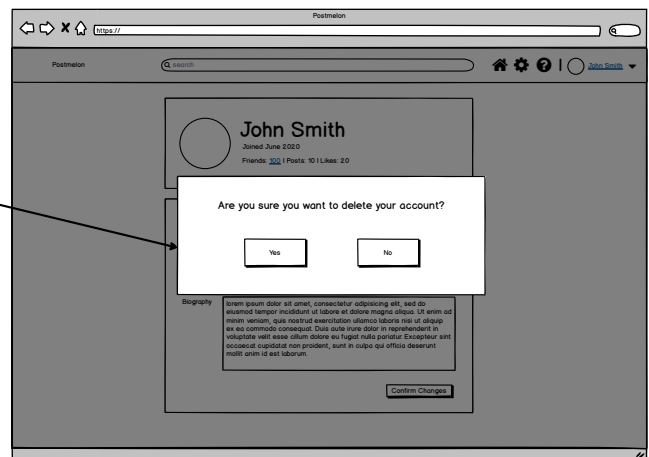 Postmelon
https://
Postmelon
search
John Smith
John Smith
Joined June 2020
Friends: 100 | Posts: 10 | Likes: 20
Are you sure you want to delete your account?
Yes
No
Biography
lorem ipsum dolor sit amet, consectetur adipisicing elit, sed do
eiusmod tempor incididunt ut labore et dolore magna aliqua. Ut enim ad
minim veniam, quis nostrud exercitation ullamco laboris nisi ut aliquip
ex ea commodo consequat. Duis aute irure dolor in reprehenderit in
voluptate velit esse cillum dolore eu fugiat nulla pariatur. Excepteur sint
occaecat cupidatat non proident, sunt in culpa qui officia deserunt
mollit anim id est laborum.
Confirm Changes